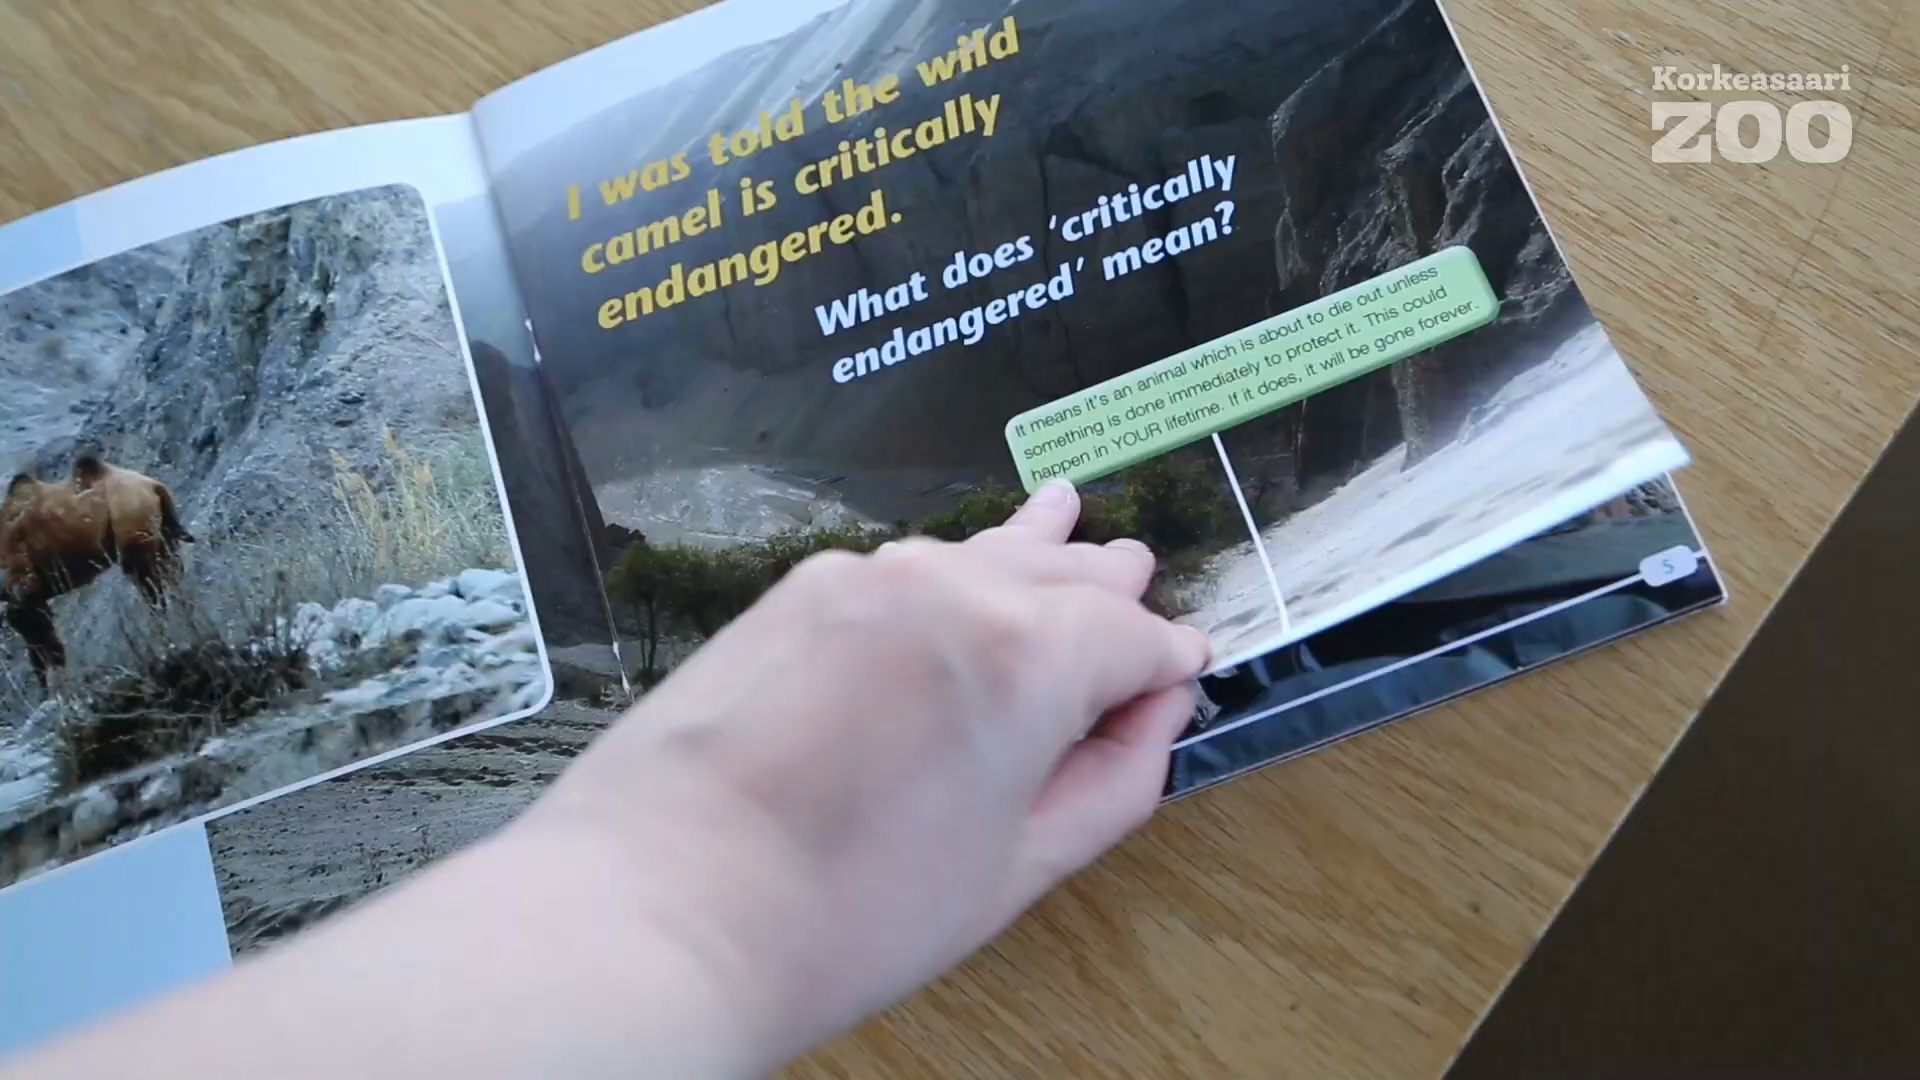 I was told the wild
camel is critically
endangered.
What does ‘critically
endangered’ mean?
It means it's an animal which is about to die out unless
something is done immediately to protect it. This could
happen in YOUR lifetime. If it does, it will be gone forever.
5
Korkeasaari
ZOO